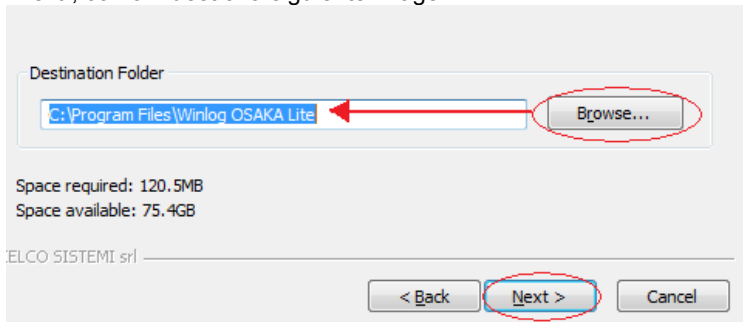 Destination Folder
C:\Program Files\Winlog OSAKA Lite
Browse...
Space required: 120.5MB
Space available: 75.4GB
ELCO SISTEMI srl
< Back
Next >
Cancel